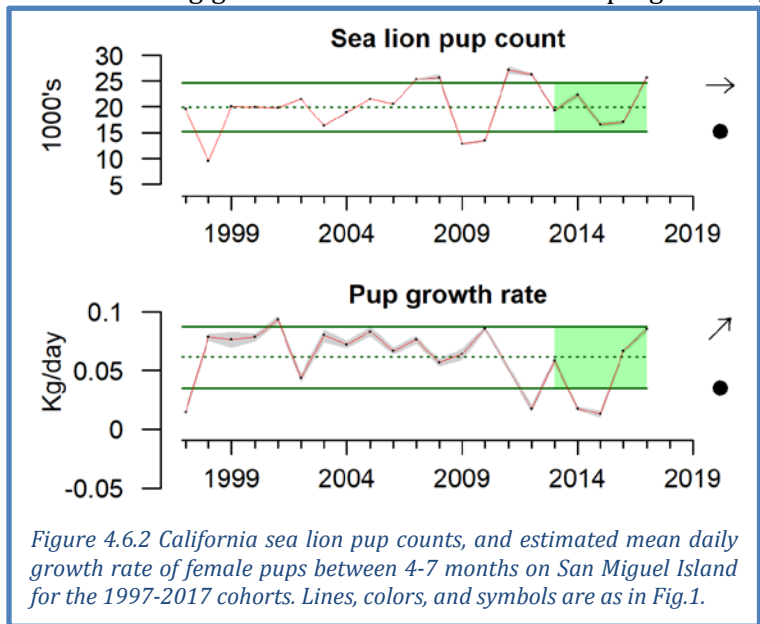 Sea lion pup count
1000's
30
25
20
15
10
5
1999 2004 2009 2014 2019
Pup growth rate
Kg/day
0.1
0.05
0
-0.05
1999 2004 2009 2014 2019
Figure 4.6.2 California sea lion pup counts, and estimated mean daily
growth rate of female pups between 4-7 months on San Miguel Island
for the 1997-2017 cohorts. Lines, colors, and symbols are as in Fig.1.